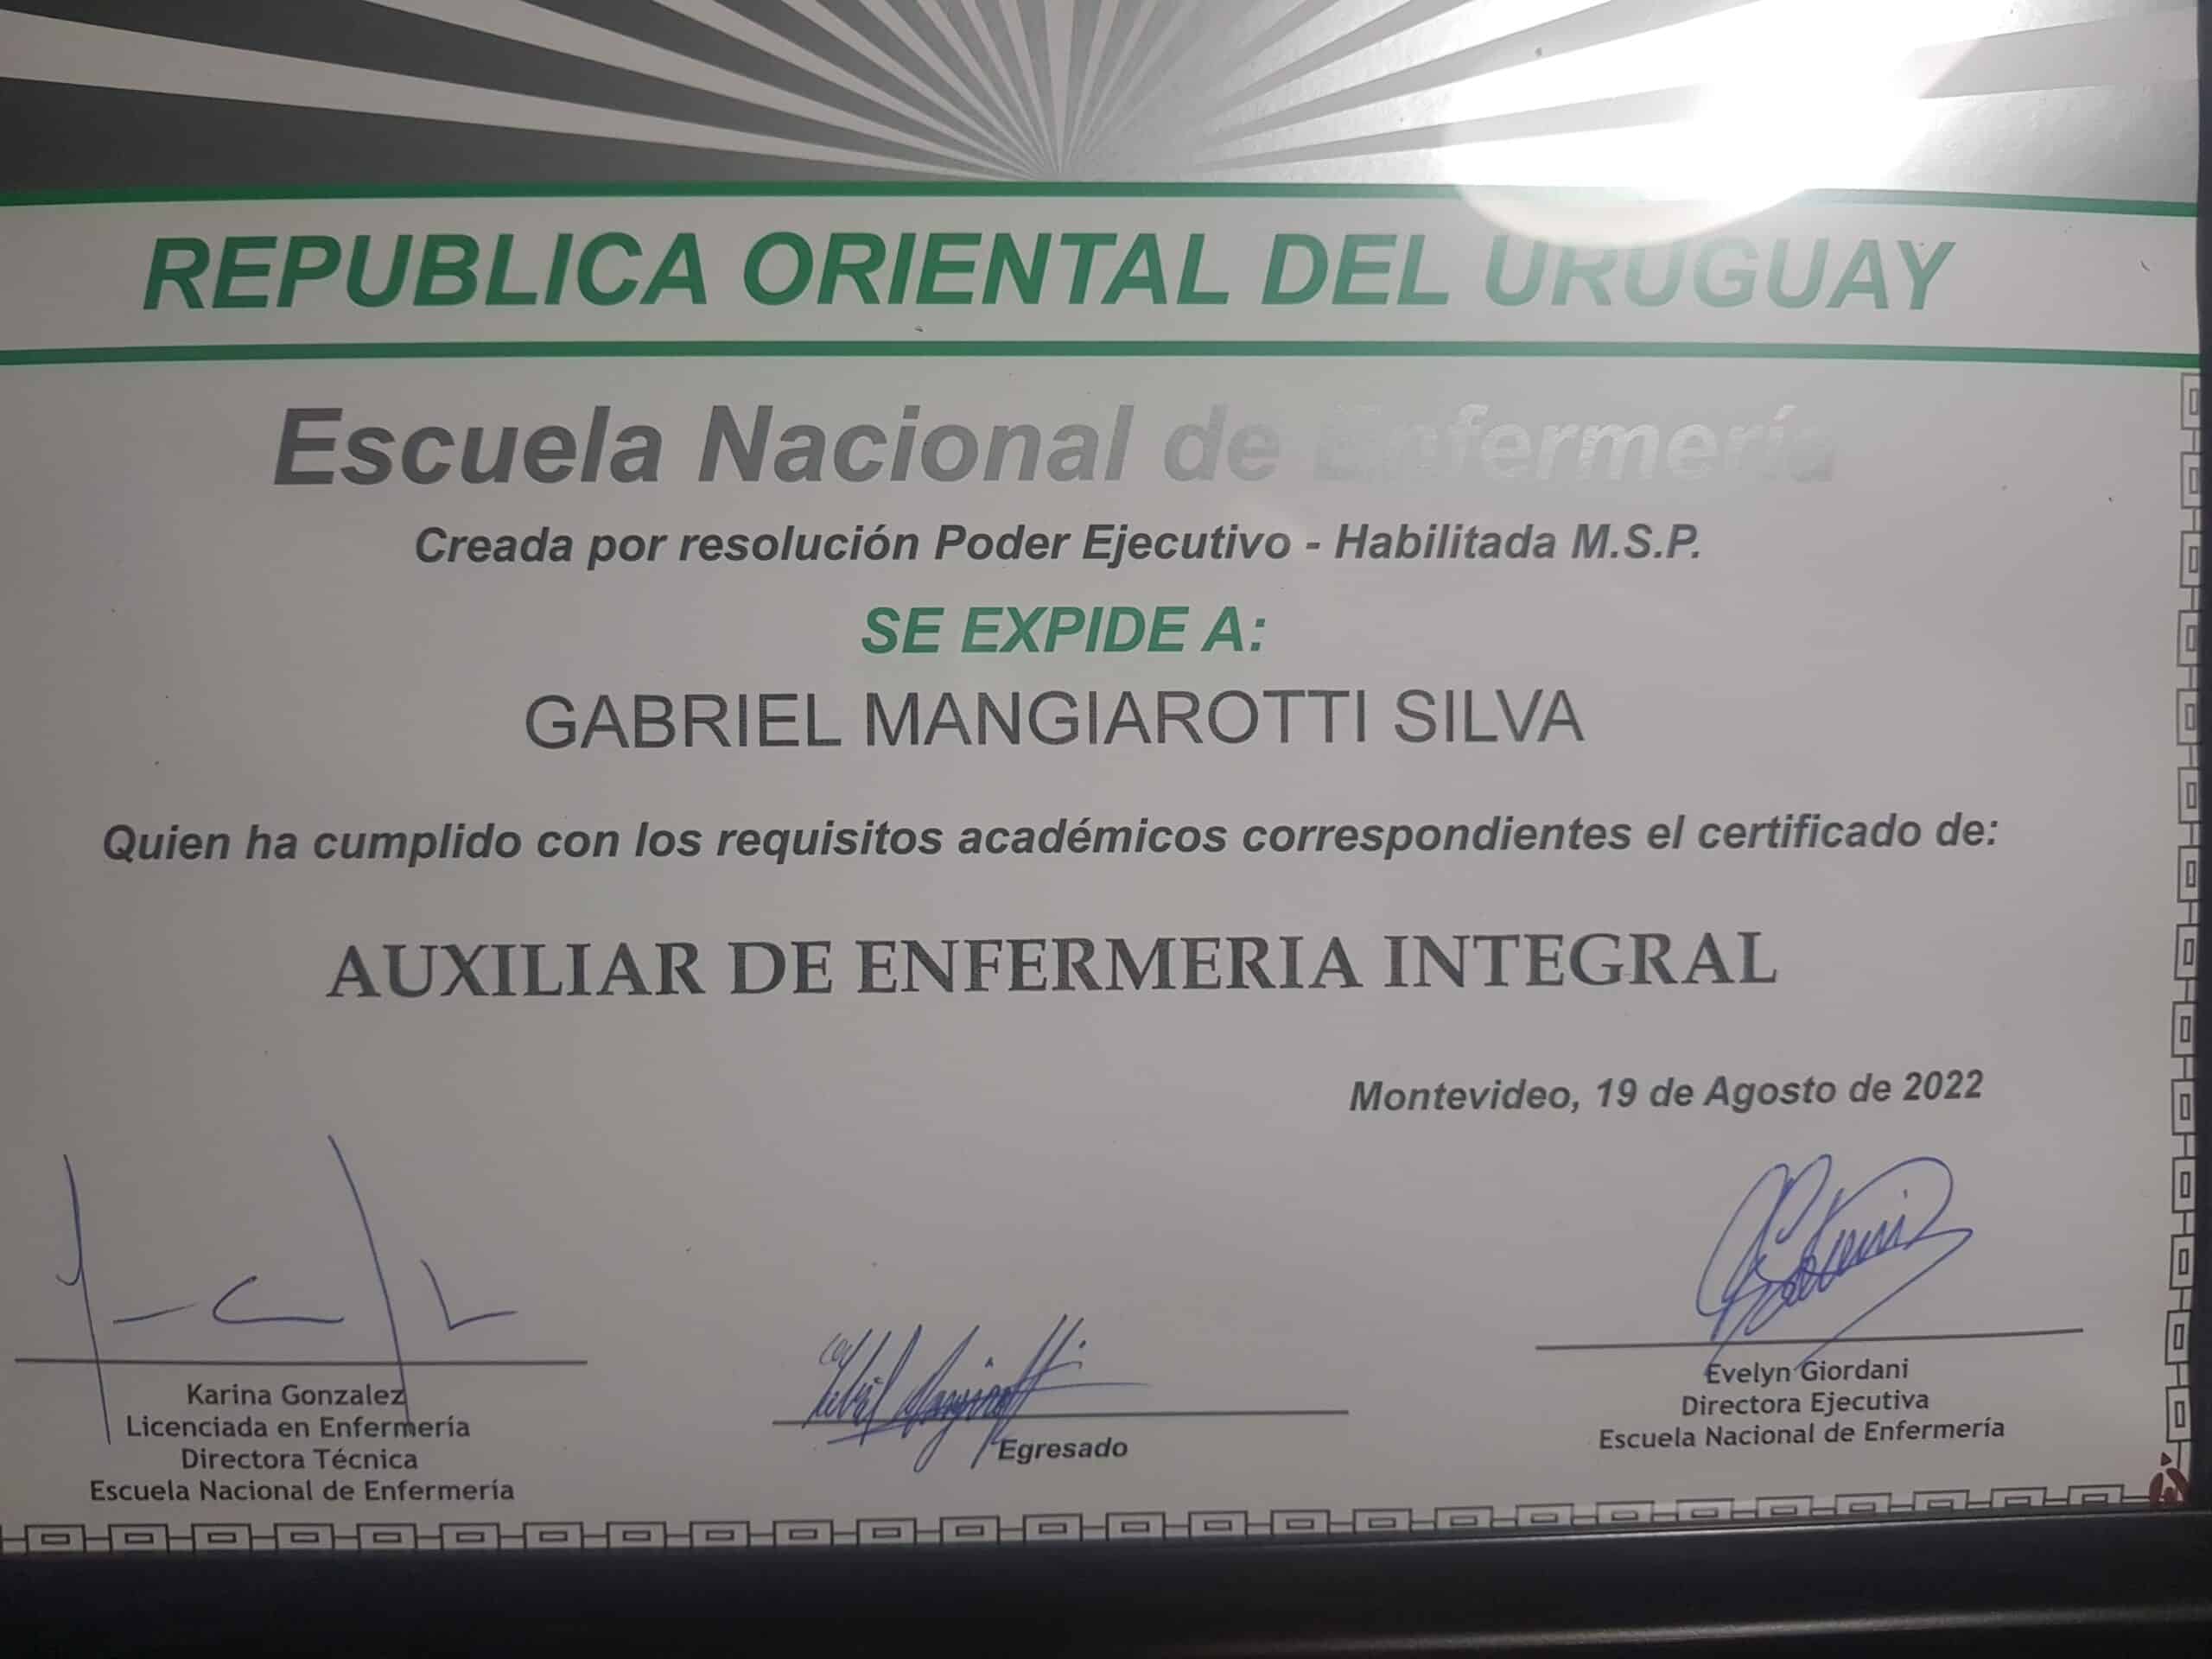 REPUBLICA ORIENTAL DEL URUGUAY
Escuela Nacional de Enfermería
Creada por resolución Poder Ejecutivo - Habilitada M.S.P.
SE EXPIDE A:
GABRIEL MANGIAROTTI SILVA
Quien ha cumplido con los requisitos académicos correspondientes el certificado de:
AUXILIAR DE ENFERMERIA INTEGRAL
Montevideo, 19 de Agosto de 2022
Karina Gonzalez
Licenciada en Enfermería
Directora Técnica
Escuela Nacional de Enfermería
Egresado
Evelyn Giordani
Directora Ejecutiva
Escuela Nacional de Enfermería